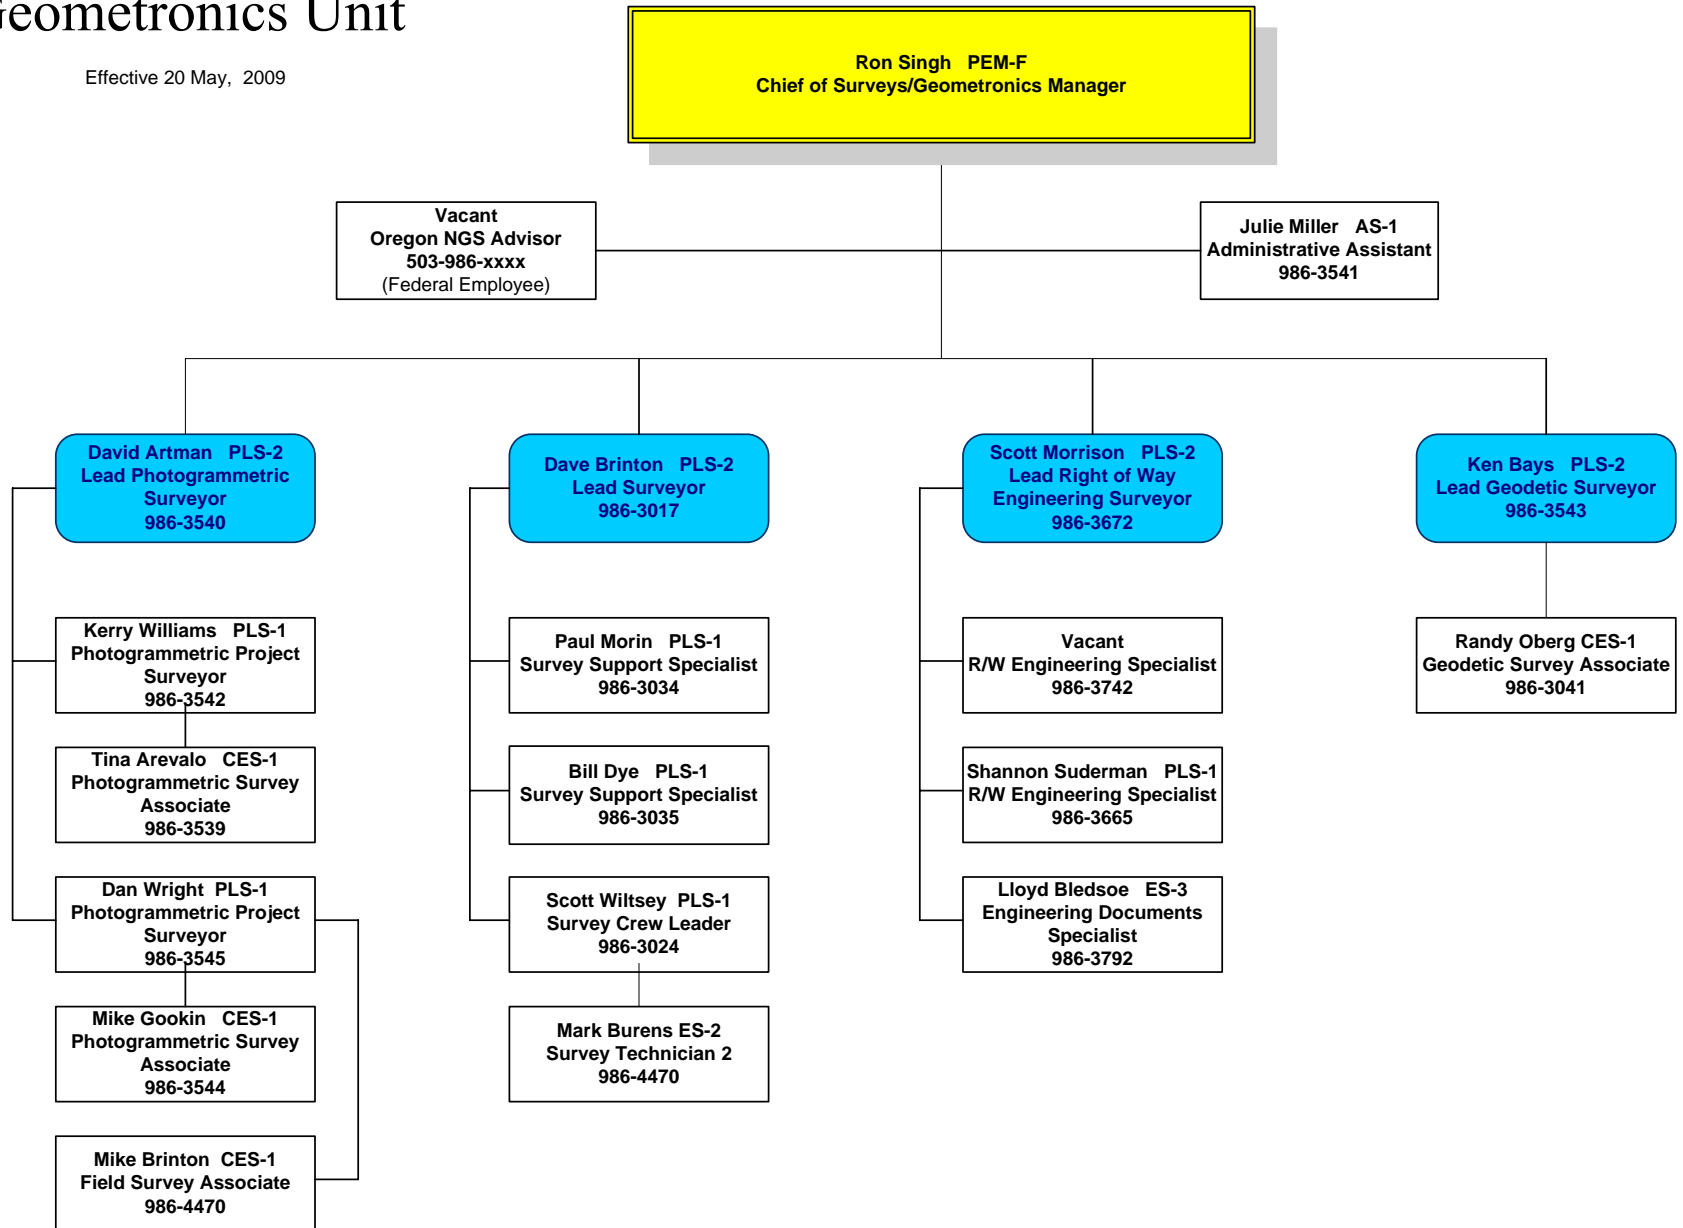 Geometronics Unit
Effective 20 May, 2009
Ron Singh PEM-F
Chief of Surveys/Geometronics Manager
Vacant
Oregon NGS Advisor
503-986-xxxx
(Federal Employee)
Julie Miller AS-1
Administrative Assistant
986-3541
David Artman PLS-2
Lead Photogrammetric
Surveyor
986-3540
Dave Brinton PLS-2
Lead Surveyor
986-3017
Scott Morrison PLS-2
Lead Right of Way
Engineering Surveyor
986-3672
Ken Bays PLS-2
Lead Geodetic Surveyor
986-3543
Kerry Williams PLS-1
Photogrammetric Project
Surveyor
986-3542
Paul Morin PLS-1
Survey Support Specialist
986-3034
Vacant
R/W Engineering Specialist
986-3742
Randy Oberg CES-1
Geodetic Survey Associate
986-3041
Tina Arevalo CES-1
Photogrammetric Survey
Associate
986-3539
Bill Dye PLS-1
Survey Support Specialist
986-3035
Shannon Suderman PLS-1
R/W Engineering Specialist
986-3665
Dan Wright PLS-1
Photogrammetric Project
Surveyor
986-3545
Scott Wiltsey PLS-1
Survey Crew Leader
986-3024
Lloyd Bledsoe ES-3
Engineering Documents
Specialist
986-3792
Mike Gookin CES-1
Photogrammetric Survey
Associate
986-3544
Mark Burens ES-2
Survey Technician 2
986-4470
Mike Brinton CES-1
Field Survey Associate
986-4470